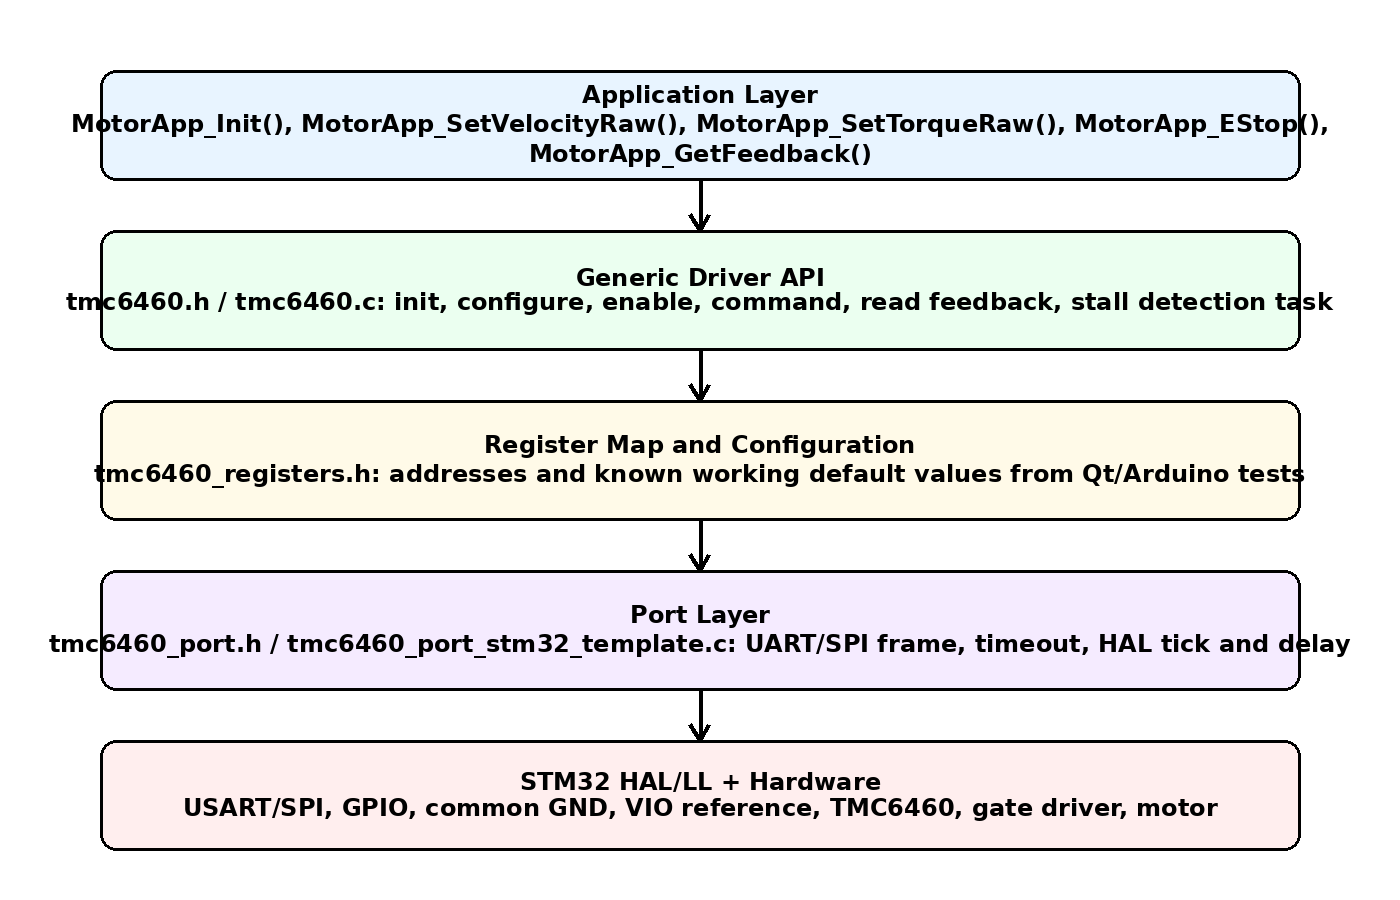 Application Layer
MotorApp_Init(), MotorApp_SetVelocityRaw(), MotorApp_SetTorqueRaw(), MotorApp_EStop(),
MotorApp_GetFeedback()
Generic Driver API
tmc6460.h / tmc6460.c: init, configure, enable, command, read feedback, stall detection task
Register Map and Configuration
tmc6460_registers.h: addresses and known working default values from Qt/Arduino tests
Port Layer
tmc6460_port.h / tmc6460_port_stm32_template.c: UART/SPI frame, timeout, HAL tick and delay
STM32 HAL/LL + Hardware
USART/SPI, GPIO, common GND, VIO reference, TMC6460, gate driver, motor